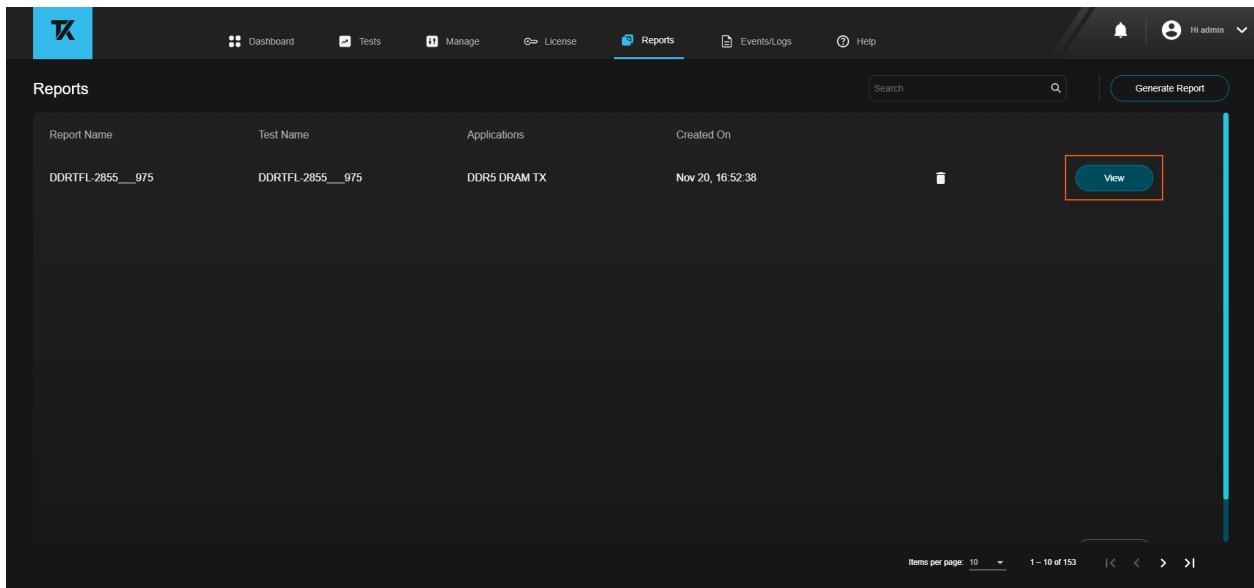 TK
Dashboard Tests Manage License Reports Events/Logs Help Hi admin
Reports Search Generate Report
Report Name Test Name Applications Created On
DDRTFL-2855___975 DDRTFL-2855___975 DDR5 DRAM TX Nov 20, 16:52:38 View
Items per page: 10 1 – 10 of 153